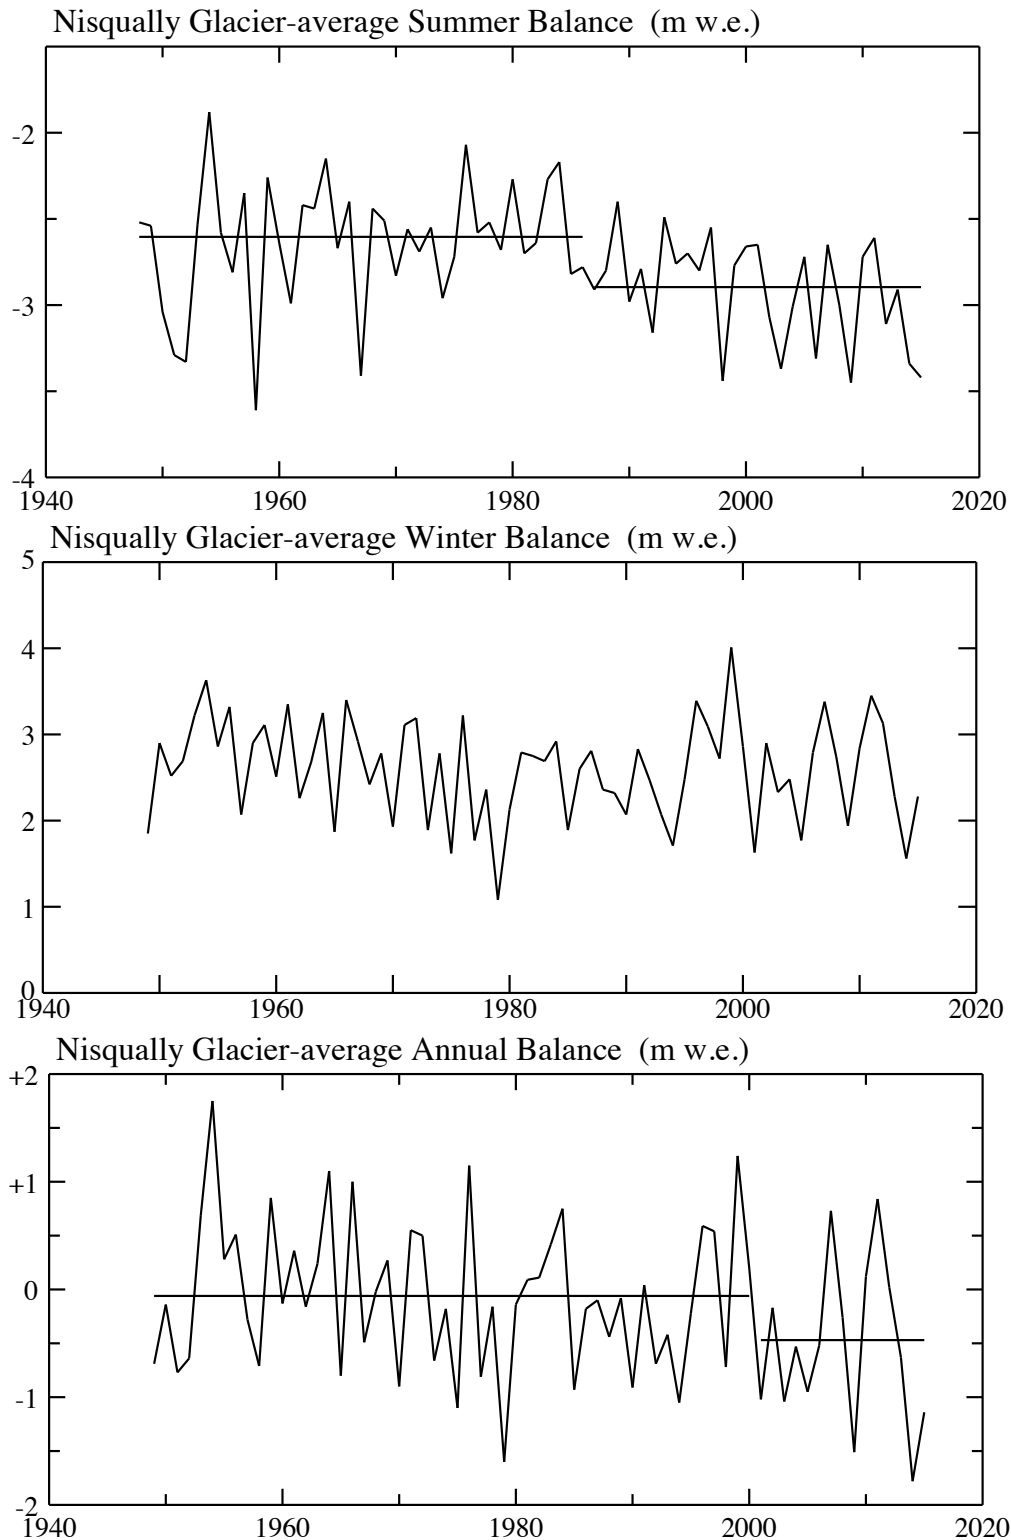 Nisqually Glacier-average Summer Balance (m w.e.)
-2
-3
-4
1940 1960 1980 2000 2020
Nisqually Glacier-average Winter Balance (m w.e.)
5
4
3
2
1
0
1940 1960 1980 2000 2020
Nisqually Glacier-average Annual Balance (m w.e.)
+2
+1
0
-1
-2
1940 1960 1980 2000 2020